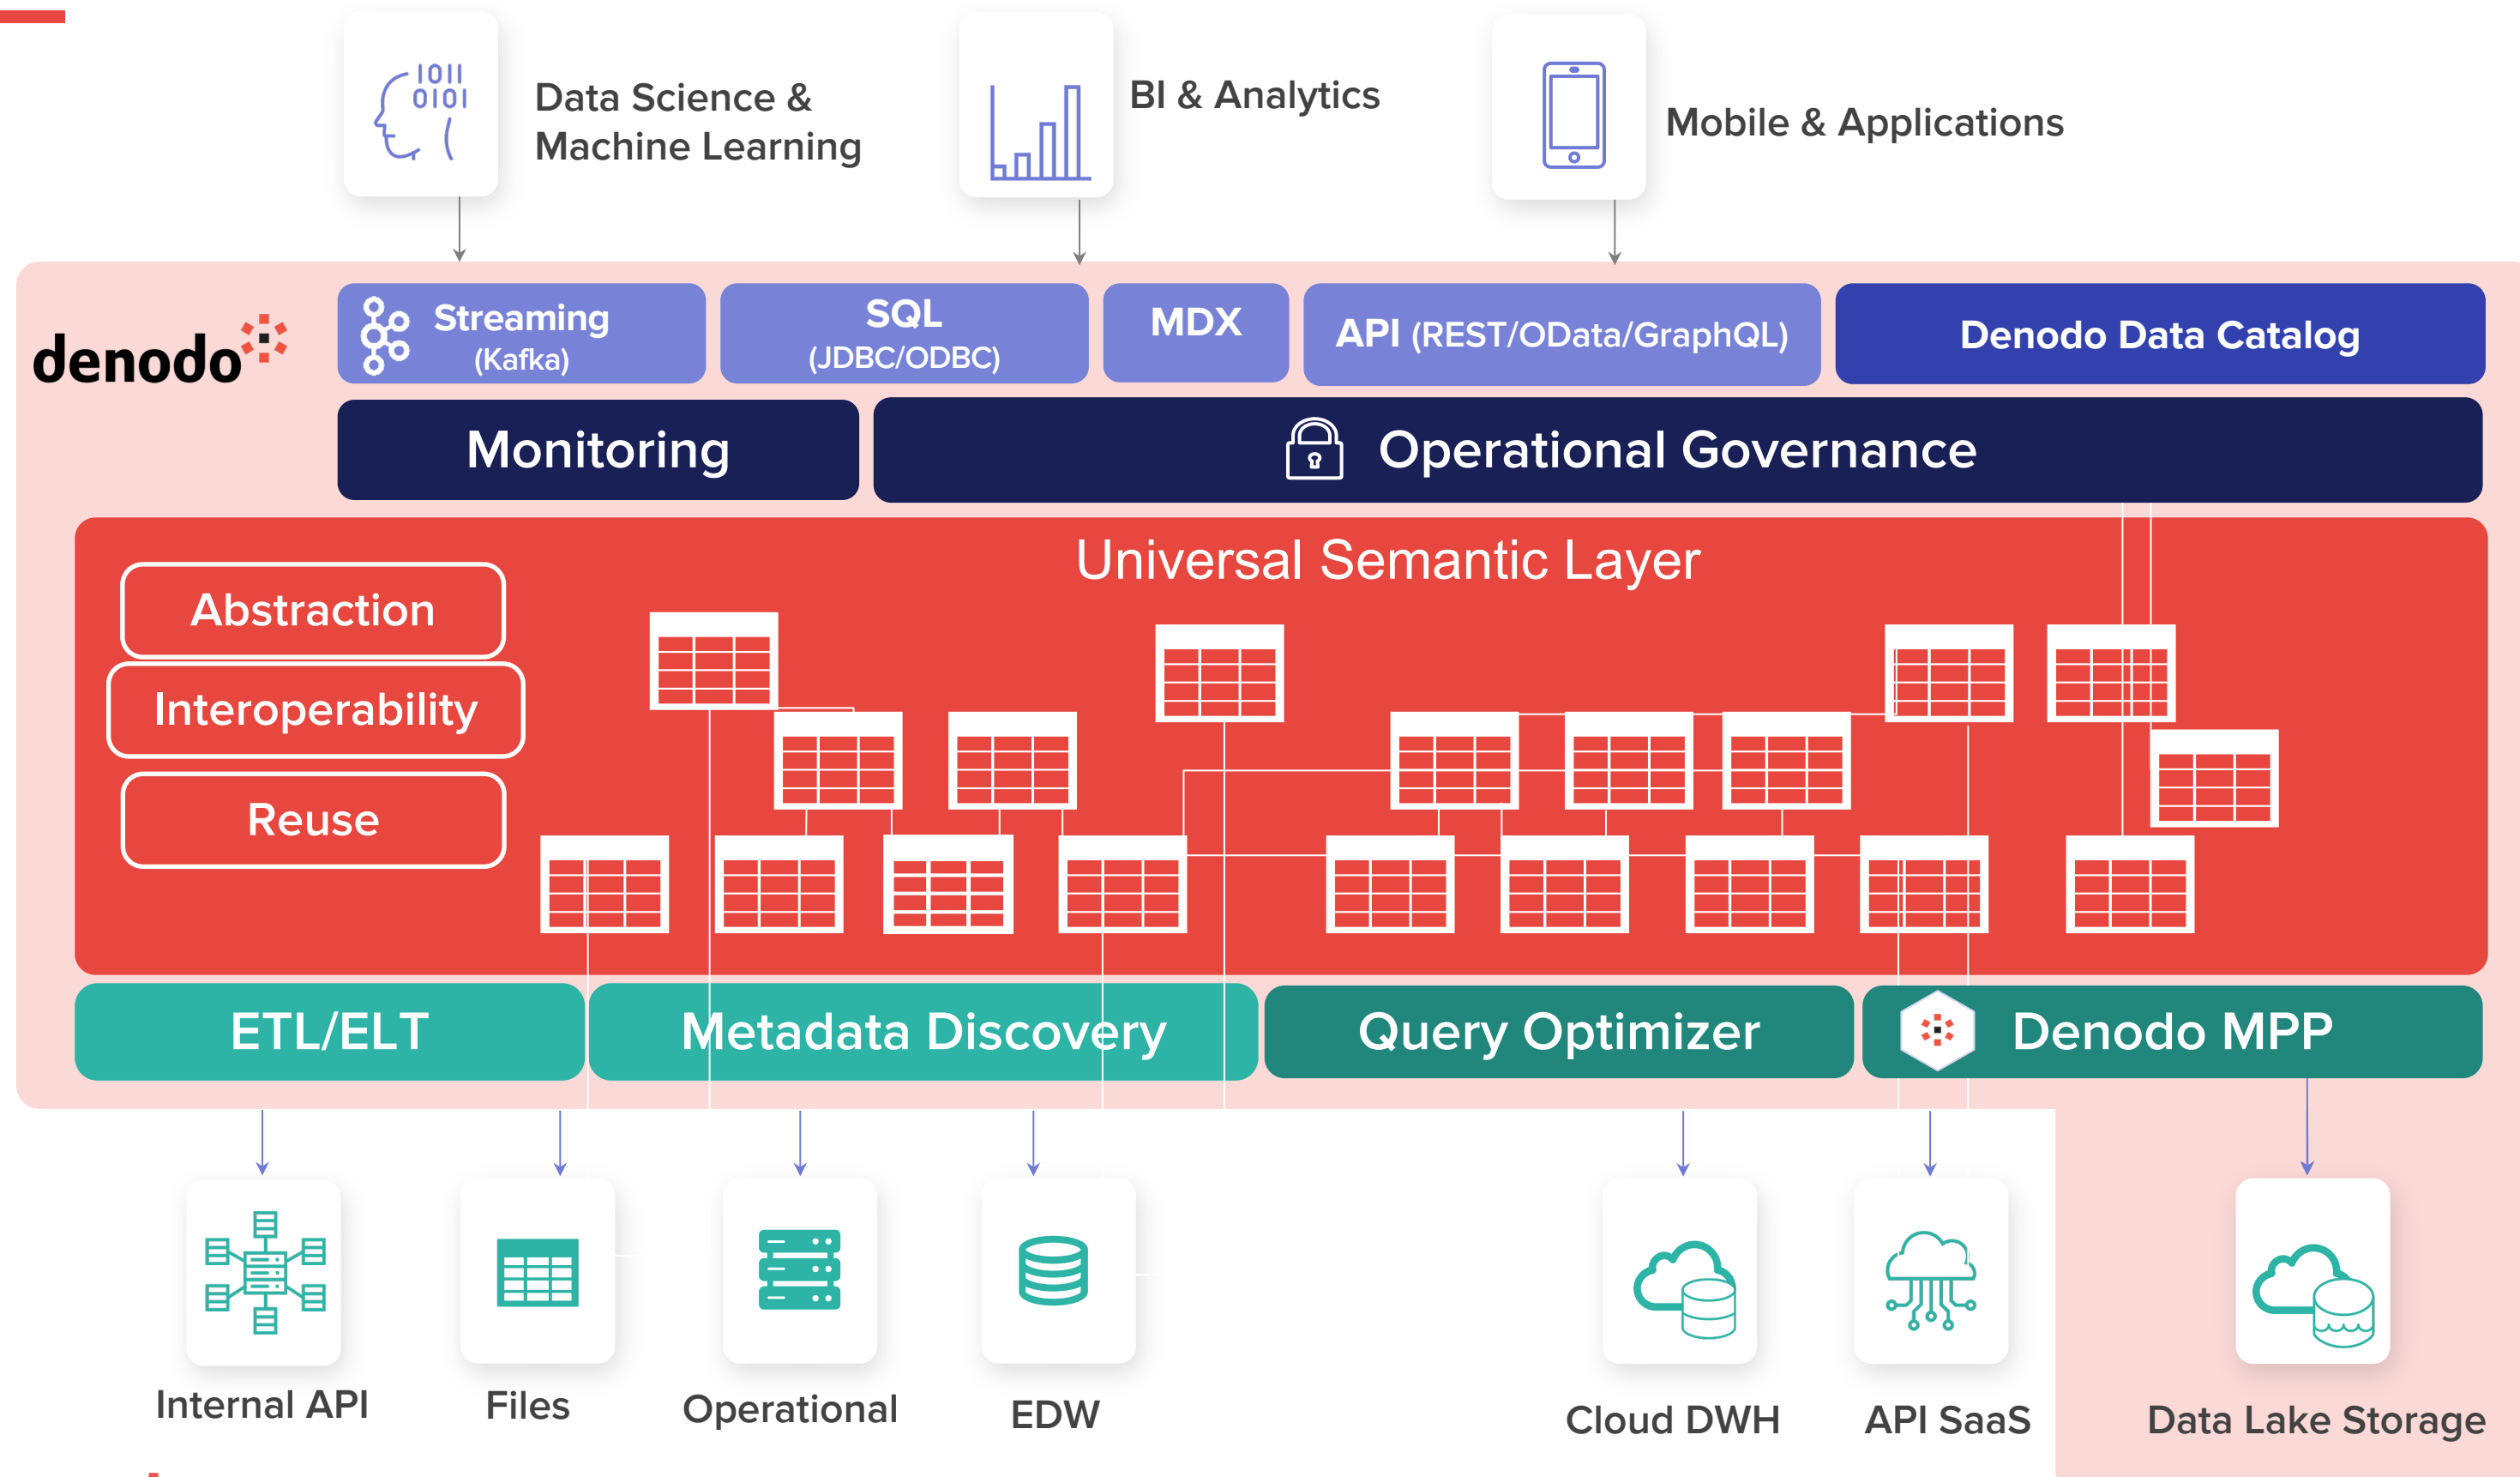 1011
0101
Data Science &
Machine Learning
BI & Analytics
Mobile & Applications
denodo
Streaming
(Kafka)
SQL
(JDBC/ODBC)
MDX
API (REST/OData/GraphQL)
Denodo Data Catalog
Monitoring
Operational Governance
Universal Semantic Layer
Abstraction
Interoperability
Reuse
ETL/ELT
Metadata Discovery
Query Optimizer
Denodo MPP
Internal API
Files
Operational
EDW
Cloud DWH
API SaaS
Data Lake Storage